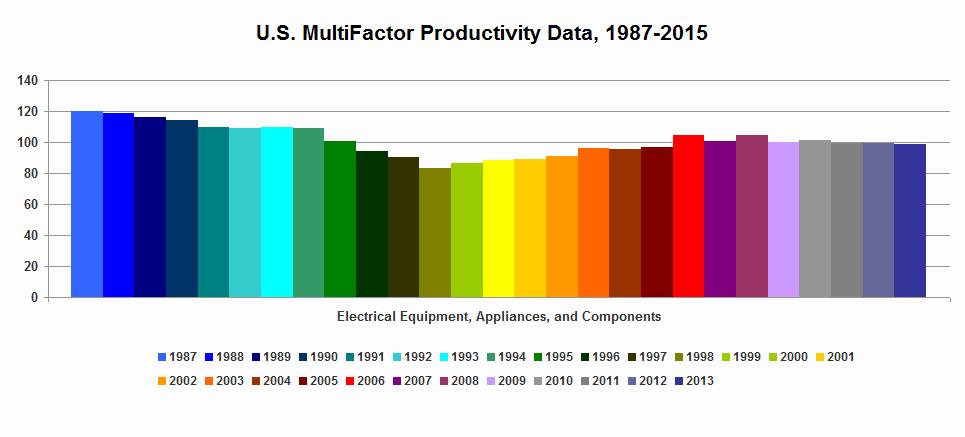 U.S. MultiFactor Productivity Data, 1987-2015
140
120
100
80
60
40
20
0
Electrical Equipment, Appliances, and Components
1987 1988 1989 1990 1991 1992 1993 1994 1995 1996 1997 1998 1999 2000 2001
2002 2003 2004 2005 2006 2007 2008 2009 2010 2011 2012 2013